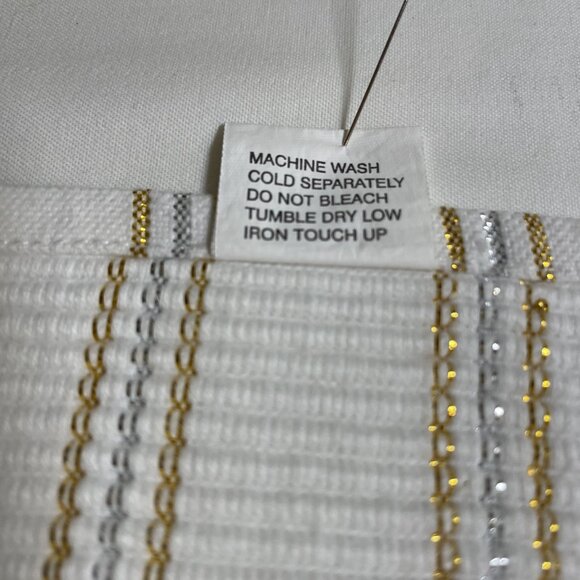 MACHINE WASH
COLD SEPARATELY
DO NOT BLEACH
TUMBLE DRY LOW
IRON TOUCH UP